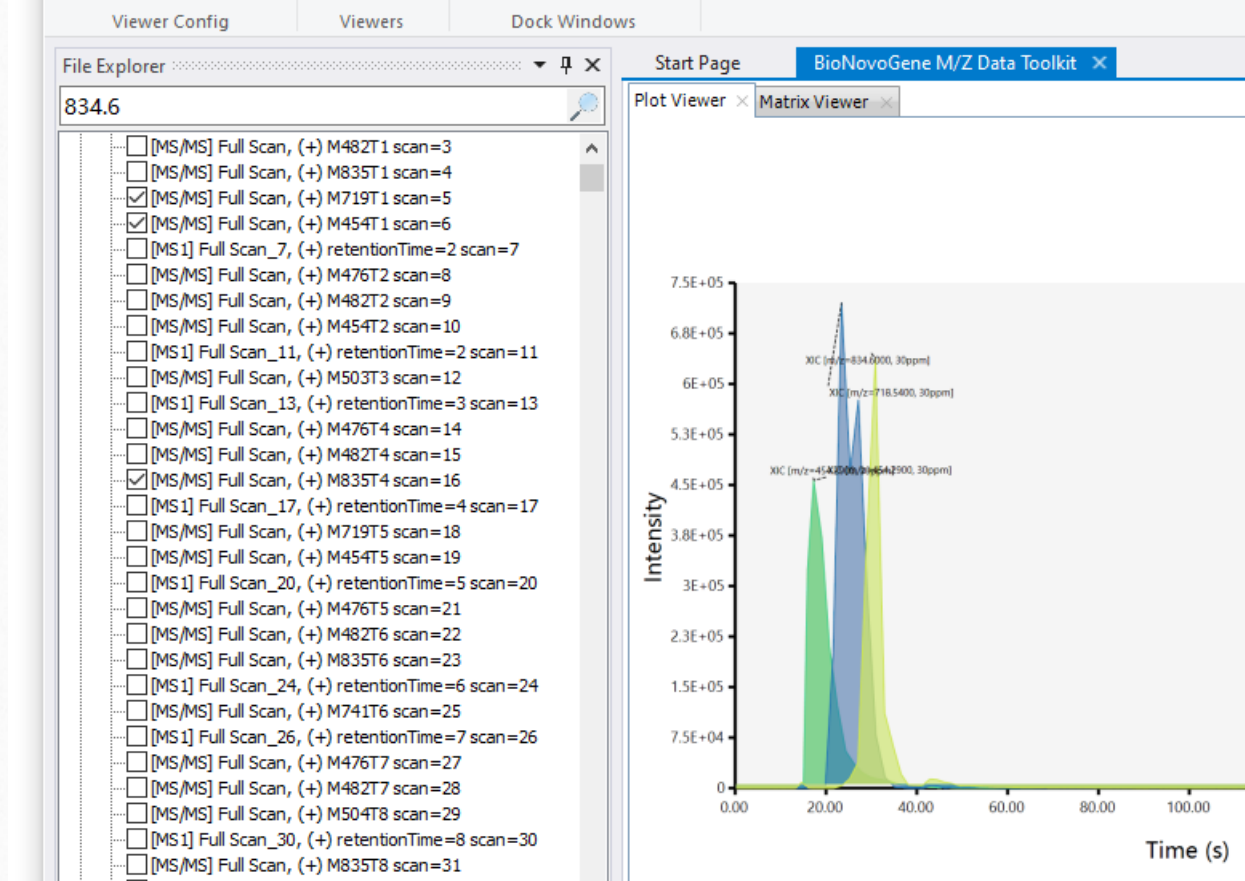 Viewer Config Viewers Dock Windows
File Explorer
834.6
[MS/MS] Full Scan, (+) M482T1 scan=3
[MS/MS] Full Scan, (+) M835T1 scan=4
[MS/MS] Full Scan, (+) M719T1 scan=5
[MS/MS] Full Scan, (+) M454T1 scan=6
[MS1] Full Scan_7, (+) retentionTime=2 scan=7
[MS/MS] Full Scan, (+) M476T2 scan=8
[MS/MS] Full Scan, (+) M482T2 scan=9
[MS/MS] Full Scan, (+) M454T2 scan=10
[MS1] Full Scan_11, (+) retentionTime=2 scan=11
[MS/MS] Full Scan, (+) M503T3 scan=12
[MS1] Full Scan_13, (+) retentionTime=3 scan=13
[MS/MS] Full Scan, (+) M476T4 scan=14
[MS/MS] Full Scan, (+) M482T4 scan=15
[MS/MS] Full Scan, (+) M835T4 scan=16
[MS1] Full Scan_17, (+) retentionTime=4 scan=17
[MS/MS] Full Scan, (+) M719T5 scan=18
[MS/MS] Full Scan, (+) M454T5 scan=19
[MS1] Full Scan_20, (+) retentionTime=5 scan=20
[MS/MS] Full Scan, (+) M476T5 scan=21
[MS/MS] Full Scan, (+) M482T6 scan=22
[MS/MS] Full Scan, (+) M835T6 scan=23
[MS1] Full Scan_24, (+) retentionTime=6 scan=24
[MS/MS] Full Scan, (+) M741T6 scan=25
[MS1] Full Scan_26, (+) retentionTime=7 scan=26
[MS/MS] Full Scan, (+) M476T7 scan=27
[MS/MS] Full Scan, (+) M482T7 scan=28
[MS/MS] Full Scan, (+) M504T8 scan=29
[MS1] Full Scan_30, (+) retentionTime=8 scan=30
[MS/MS] Full Scan, (+) M835T8 scan=31
Start Page BioNovoGene M/Z Data Toolkit
Plot Viewer Matrix Viewer
7.5E+05
6.8E+05
6E+05
5.3E+05
4.5E+05
3.8E+05
3E+05
2.3E+05
1.5E+05
7.5E+04
0
Intensity
XIC [m/z=834.6000, 30ppm]
XIC [m/z=718.5400, 30ppm]
XIC [m/z=454.2900, 30ppm]
0.00 20.00 40.00 60.00 80.00 100.00
Time (s)